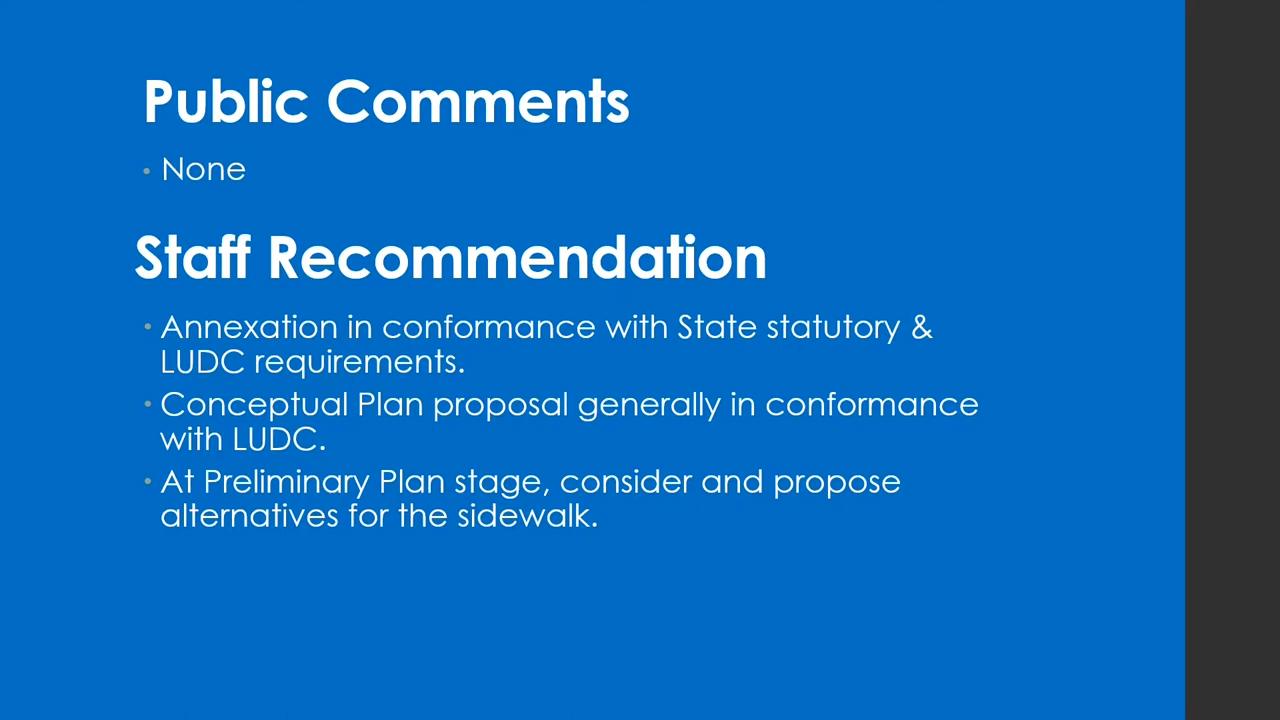 Public Comments
• None
Staff Recommendation
• Annexation in conformance with State statutory &
LUDC requirements.
• Conceptual Plan proposal generally in conformance
with LUDC.
• At Preliminary Plan stage, consider and propose
alternatives for the sidewalk.